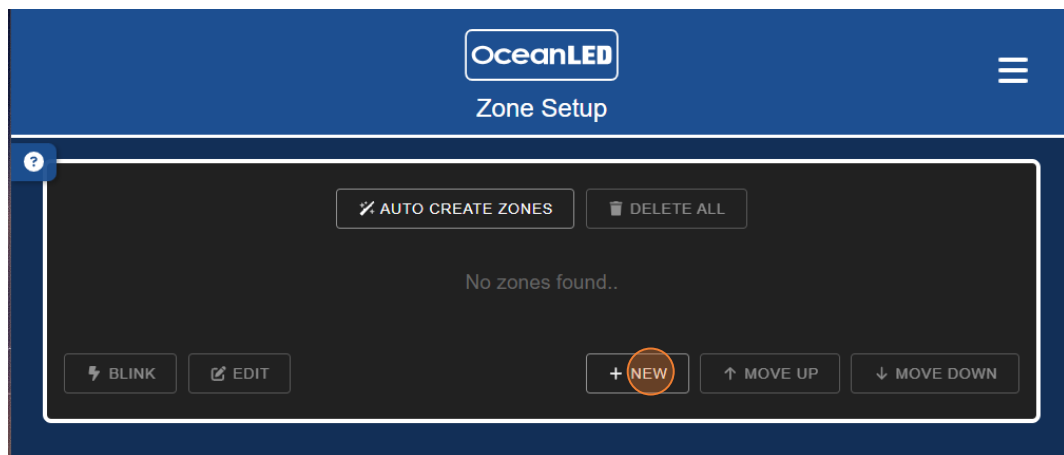 OceanLED
Zone Setup
?
AUTO CREATE ZONES
DELETE ALL
No zones found..
BLINK
EDIT
+ NEW
↑ MOVE UP
↓ MOVE DOWN